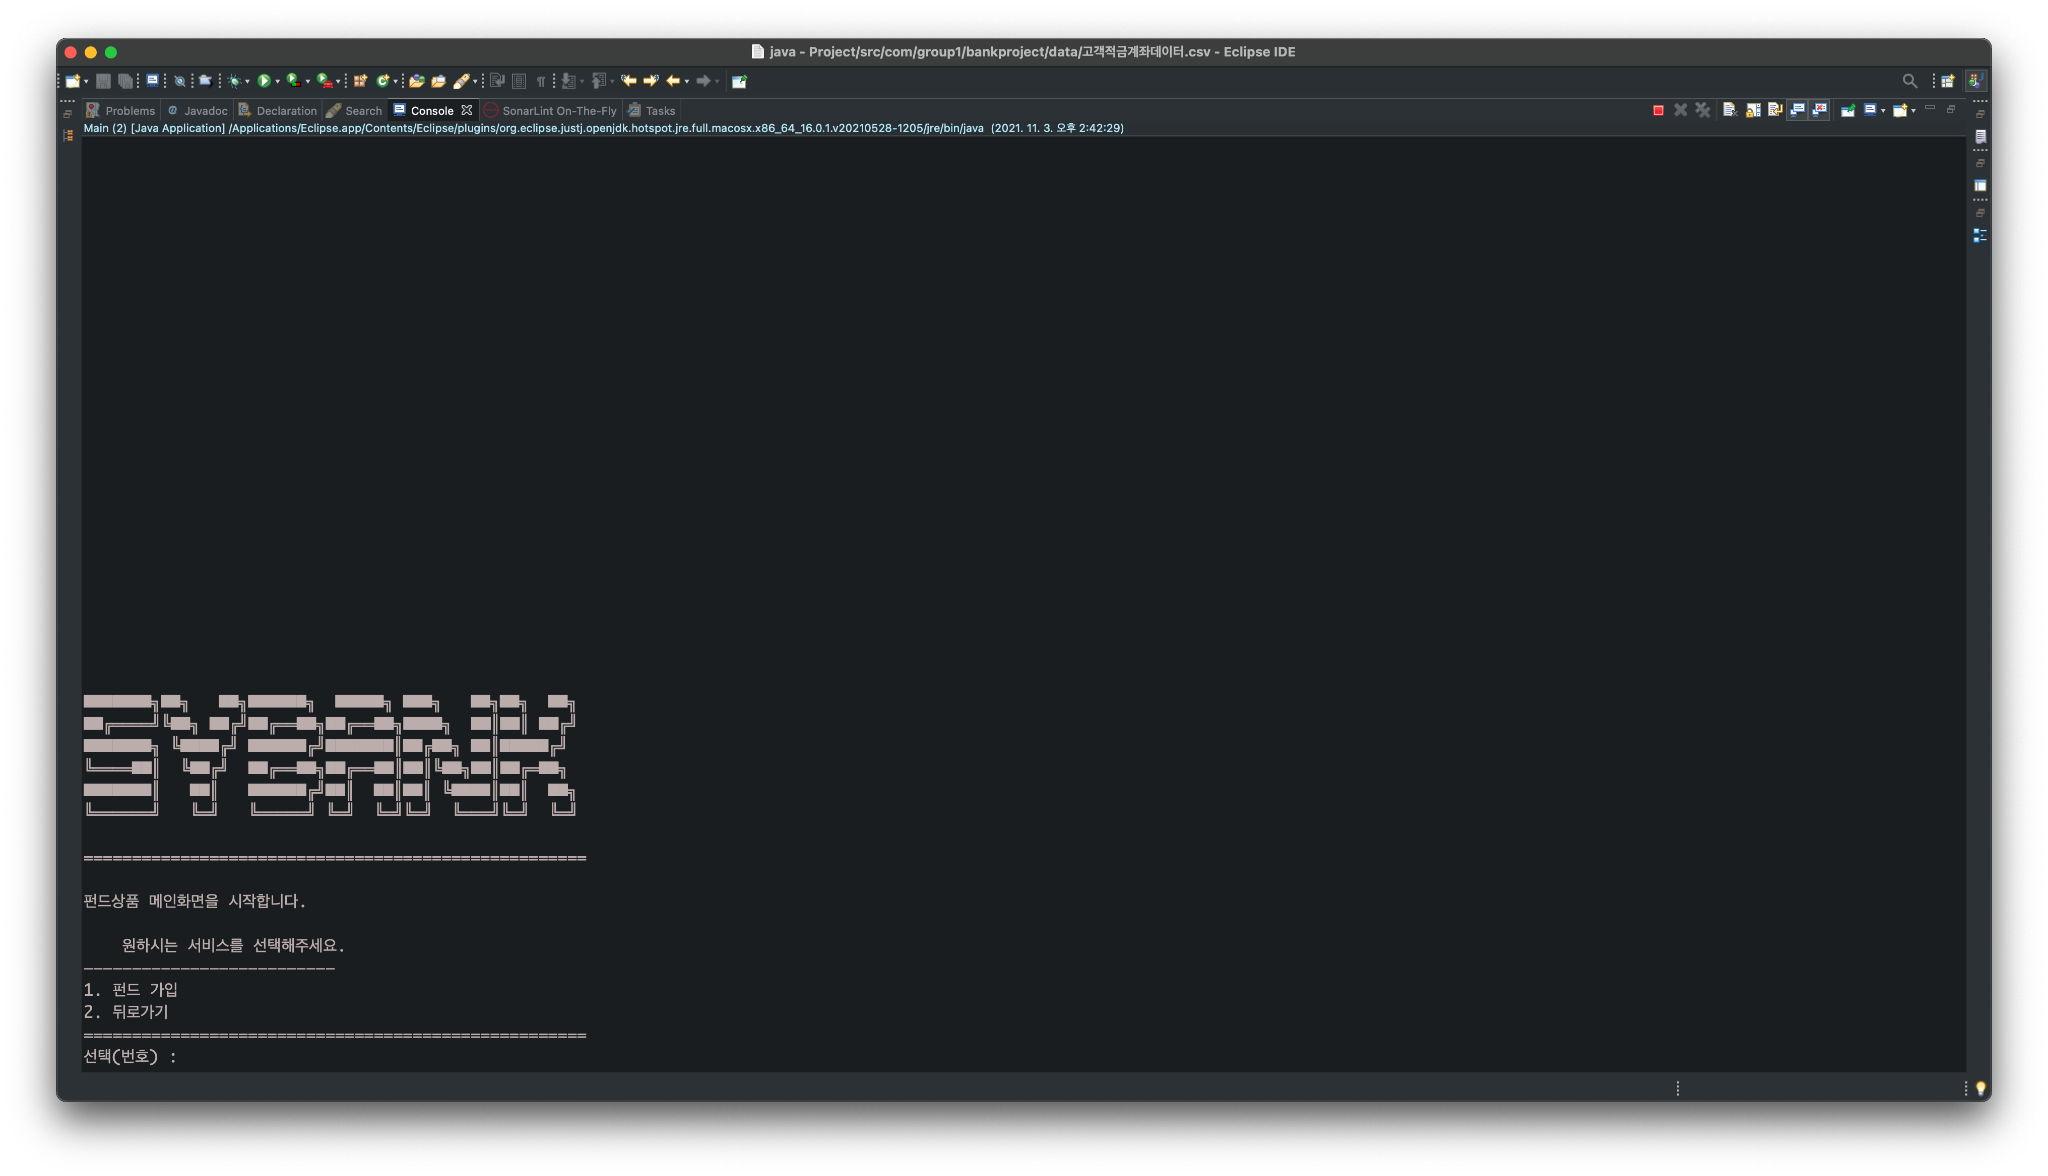 java - Project/src/com/group1/bankproject/data/고객적금계좌데이터.csv - Eclipse IDE
Problems Javadoc Declaration Search Console SonarLint On-The-Fly Tasks
Main (2) [Java Application] /Applications/Eclipse.app/Contents/Eclipse/plugins/org.eclipse.justj.openjdk.hotspot.jre.full.macosx.x86_64_16.0.1.v20210528-1205/jre/bin/java (2021. 11. 3. 오후 2:42:29)
SYBANK
====================================================
펀드상품 메인화면을 시작합니다.
원하시는 서비스를 선택해주세요.
--------------------------
1. 펀드 가입
2. 뒤로가기
====================================================
선택(번호) :